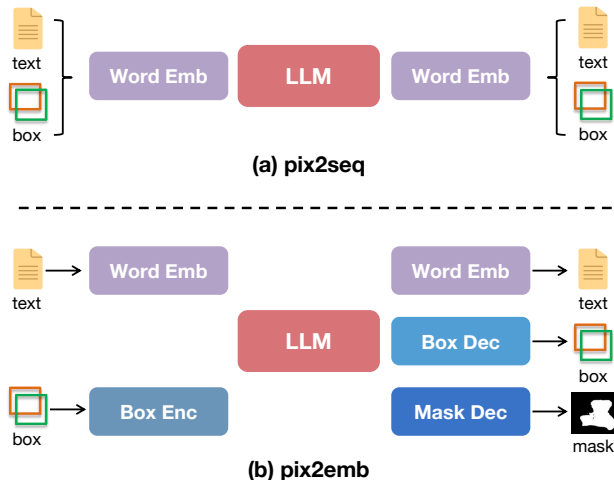 text
box
Word Emb
LLM
Word Emb
text
box
(a) pix2seq
text
Word Emb
Word Emb
text
LLM
Box Dec
box
box
Box Enc
Mask Dec
mask
(b) pix2emb